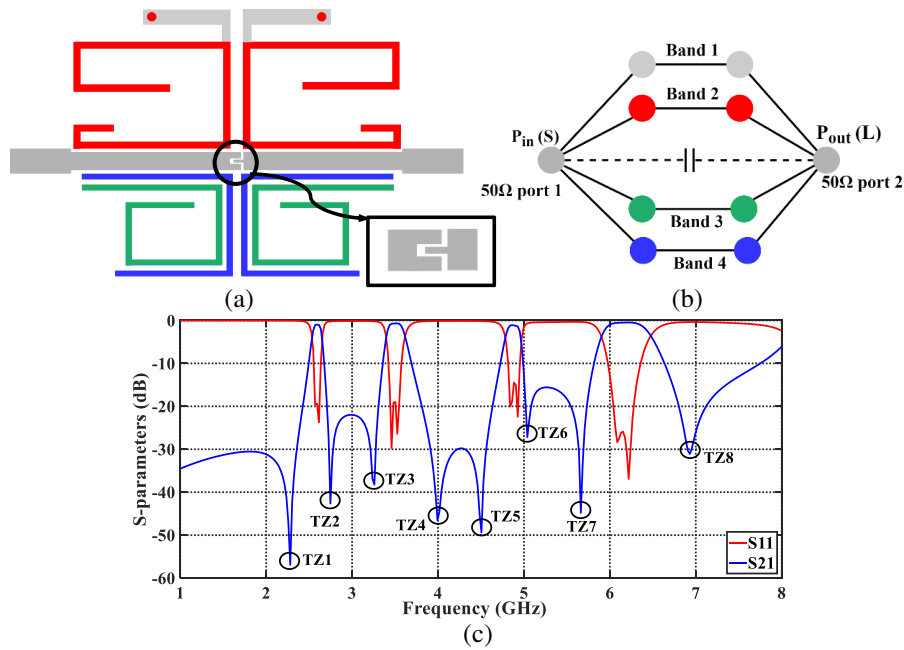 (a)
Band 1
Band 2
Pin (S)
Pout (L)
50Ω port 1
50Ω port 2
Band 3
Band 4
(b)
S-parameters (dB)
0
-10
-20
-30
-40
-50
-60
TZ1
TZ2
TZ3
TZ4
TZ5
TZ6
TZ7
TZ8
S11
S21
1 2 3 4 5 6 7 8
Frequency (GHz)
(c)